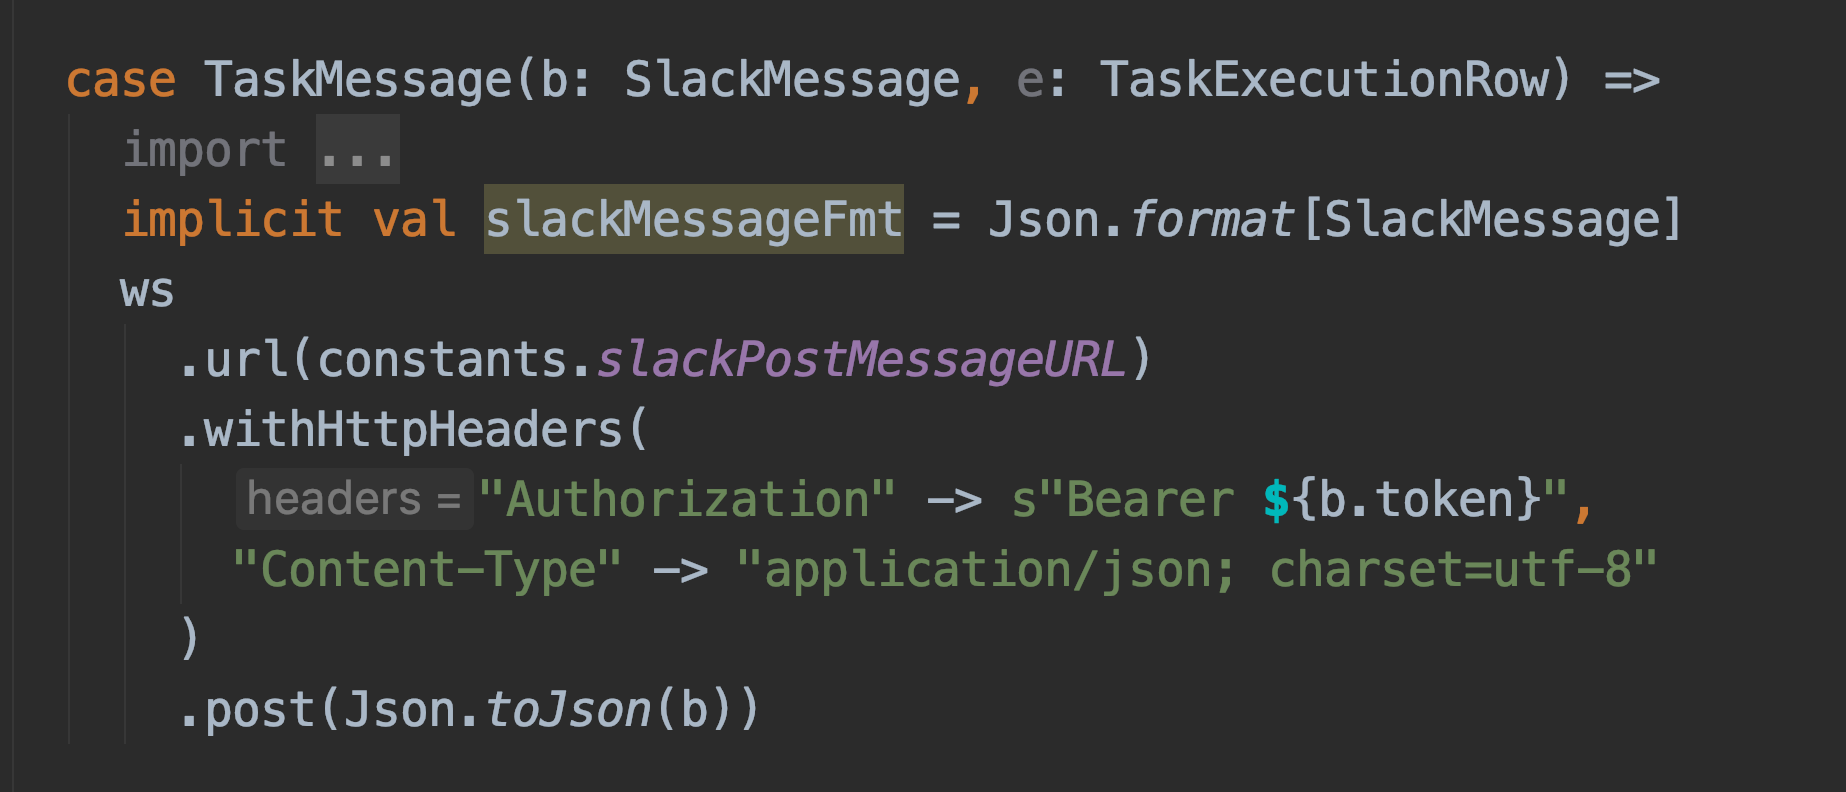 case TaskMessage(b: SlackMessage, e: TaskExecutionRow) =>
import ...
implicit val slackMessageFmt = Json.format[SlackMessage]
ws
.url(constants.slackPostMessageURL)
.withHttpHeaders(
headers = "Authorization" -> s"Bearer ${b.token}",
"Content-Type" -> "application/json; charset=utf-8"
)
.post(Json.toJson(b))